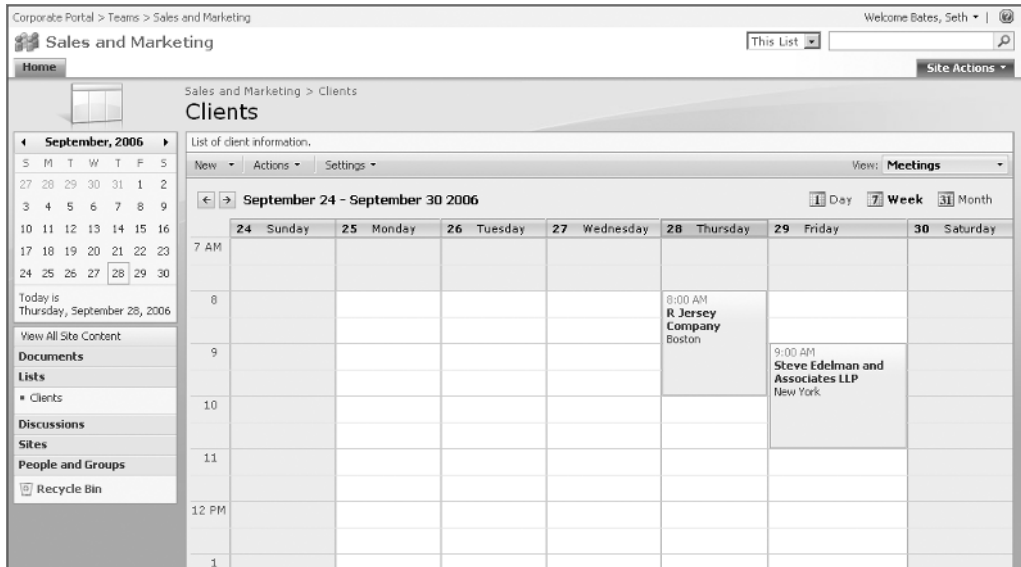 Corporate Portal > Teams > Sales and Marketing
Welcome Bates, Seth
Sales and Marketing
This List
Home
Site Actions
Sales and Marketing > Clients
Clients
September, 2006
S M T W T F S
27 28 29 30 31 1 2
3 4 5 6 7 8 9
10 11 12 13 14 15 16
17 18 19 20 21 22 23
24 25 26 27 28 29 30
Today is
Thursday, September 28, 2006
View All Site Content
Documents
Lists
Clients
Discussions
Sites
People and Groups
Recycle Bin
List of client information.
New Actions Settings View: Meetings
September 24 - September 30 2006
1 Day 7 Week 31 Month
24 Sunday 25 Monday 26 Tuesday 27 Wednesday 28 Thursday 29 Friday 30 Saturday
7 AM
8
8:00 AM
R Jersey
Company
Boston
9
9:00 AM
Steve Edelman and
Associates LLP
New York
10
11
12 PM
1